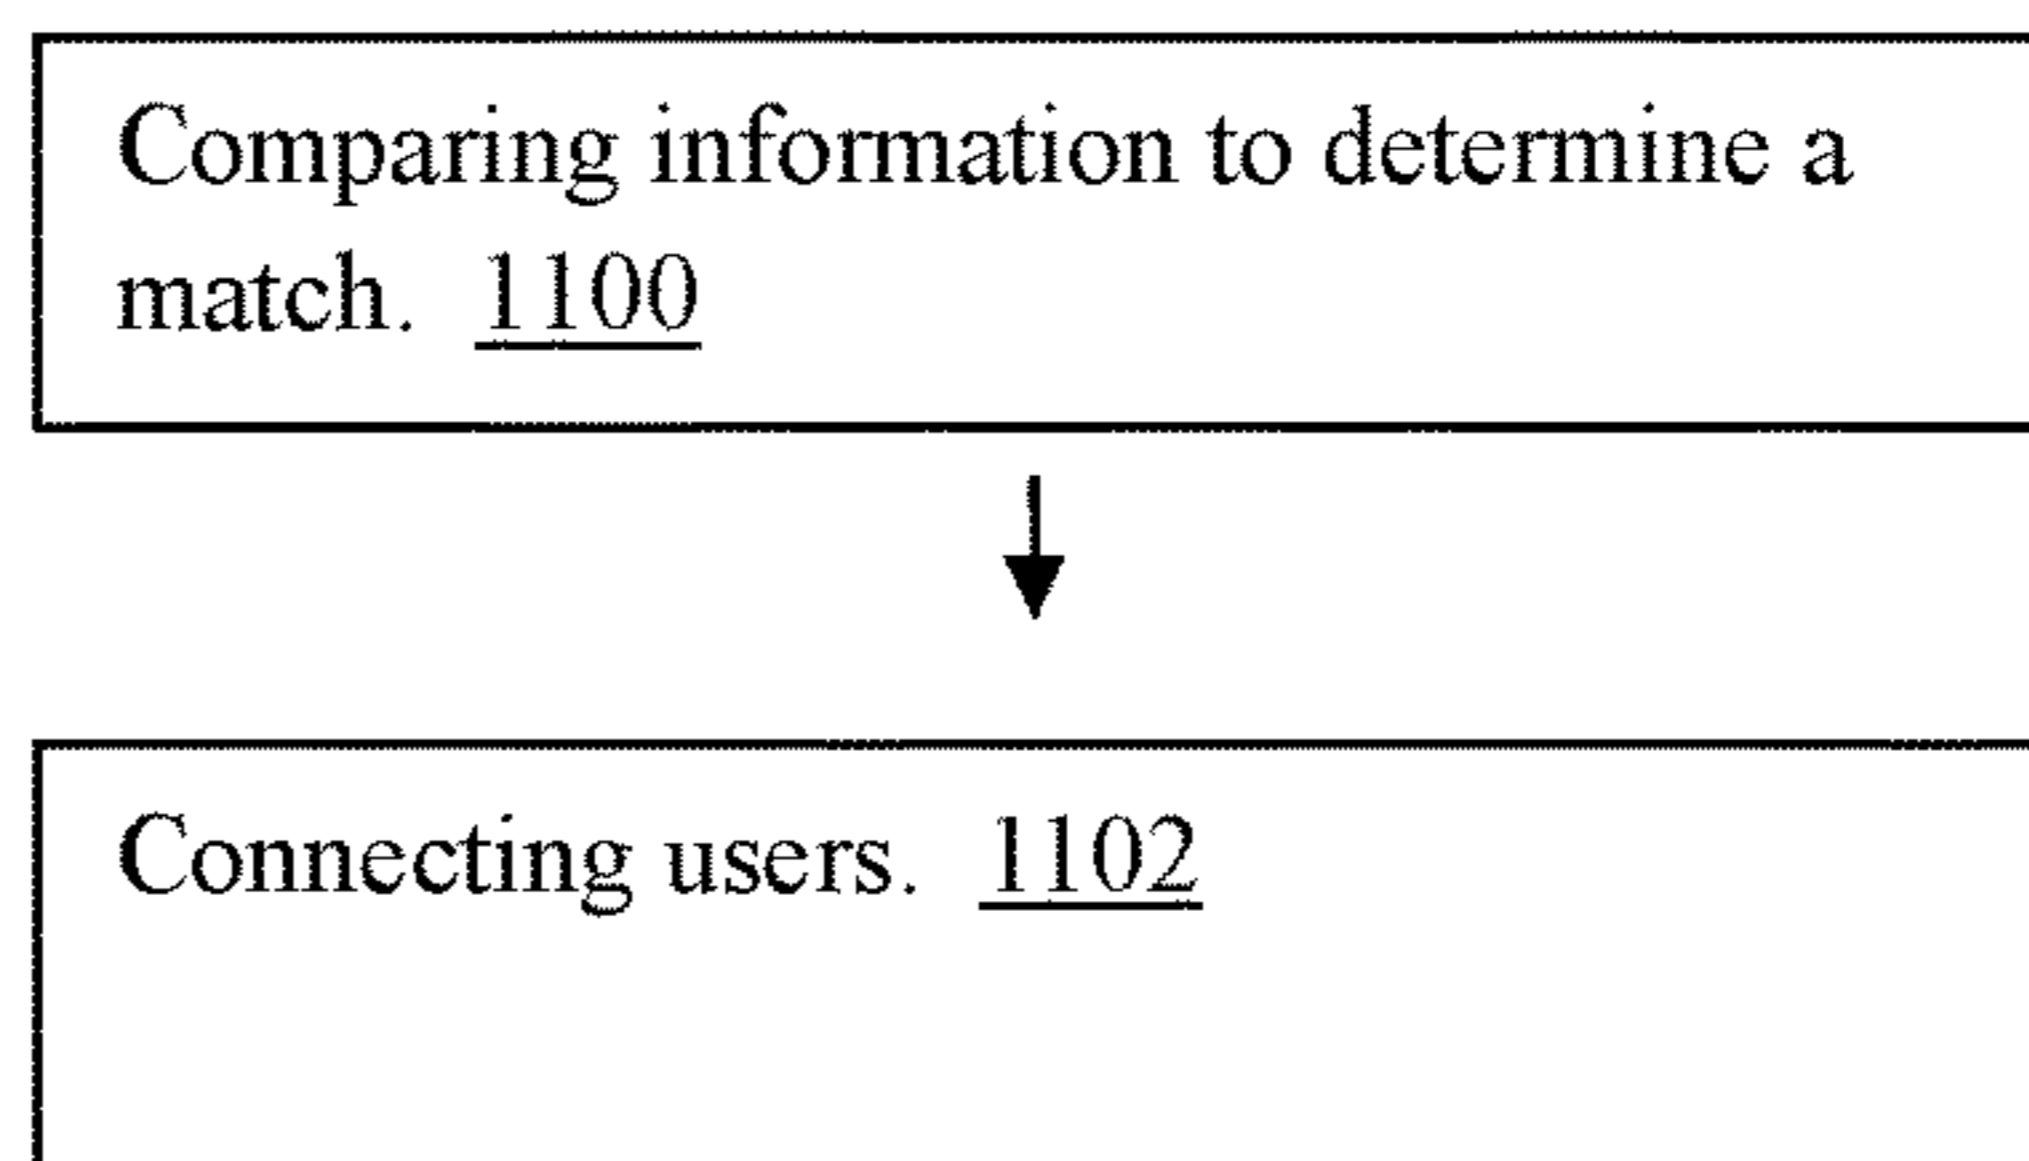 Comparing information to determine a
match. 1100
Connecting users. 1102